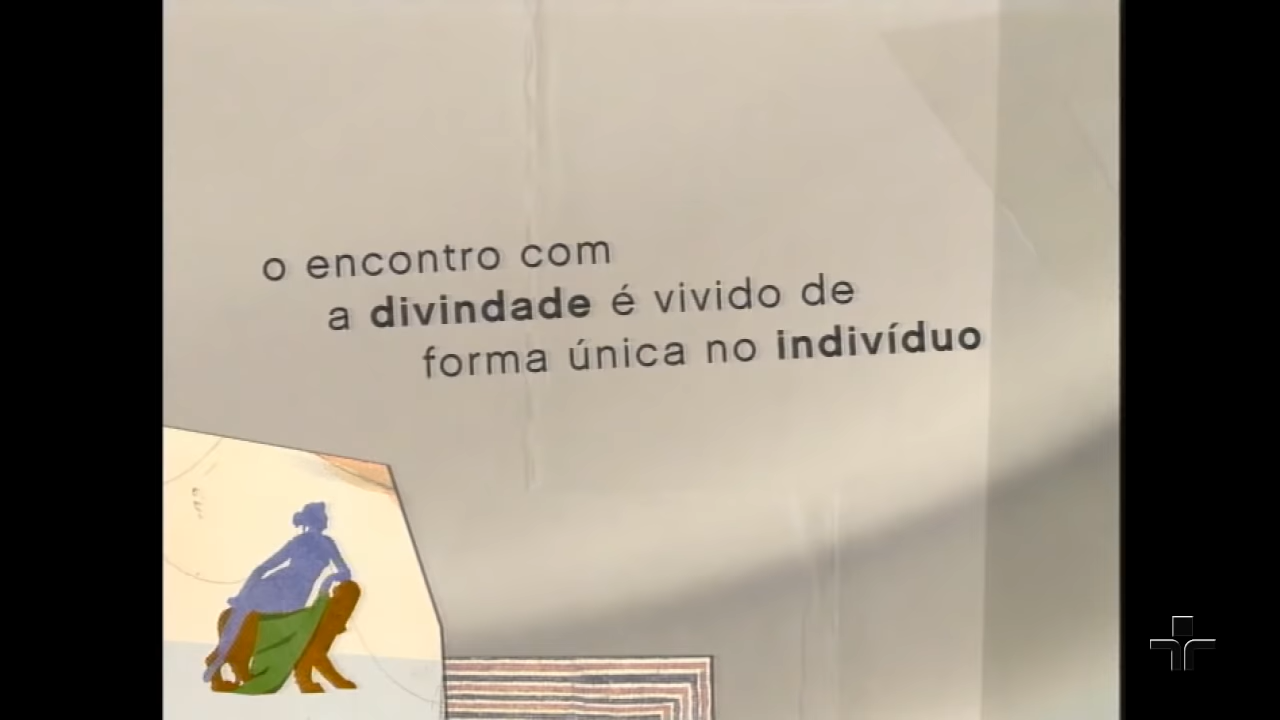 o encontro com
a divindade é vivido de
forma única no indivíduo